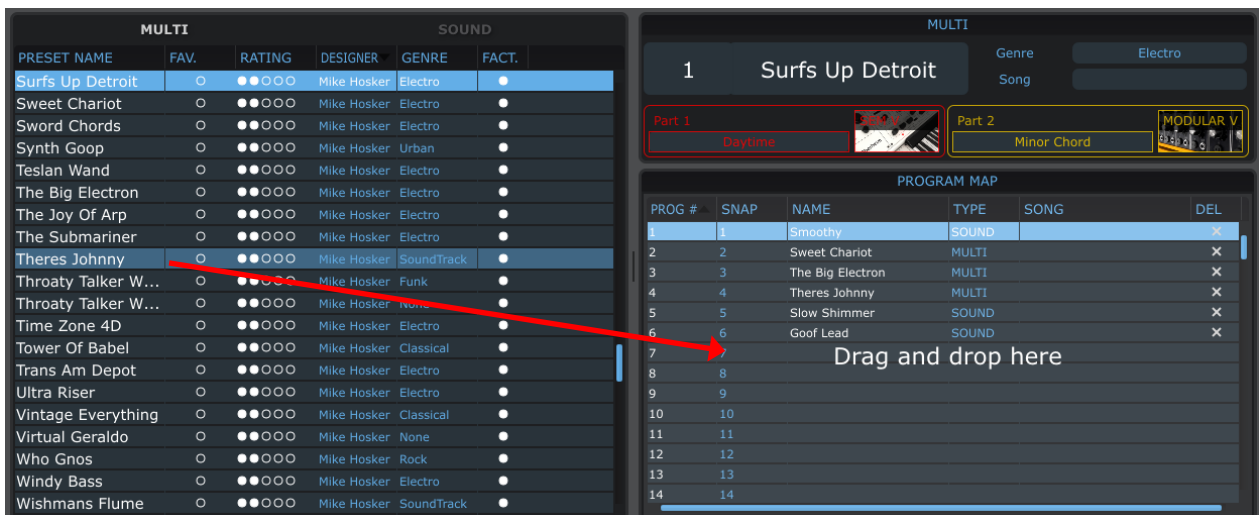 MULTI SOUND
PRESET NAME FAV. RATING DESIGNER GENRE FACT.
Surfs Up Detroit Mike Hosker Electro
Sweet Chariot Mike Hosker Electro
Sword Chords Mike Hosker Electro
Synth Goop Mike Hosker Urban
Teslan Wand Mike Hosker Electro
The Big Electron Mike Hosker Electro
The Joy Of Arp Mike Hosker Electro
The Submariner Mike Hosker Electro
Theres Johnny Mike Hosker SoundTrack
Throaty Talker W... Mike Hosker Funk
Throaty Talker W... Mike Hosker None
Time Zone 4D Mike Hosker Electro
Tower Of Babel Mike Hosker Classical
Trans Am Depot Mike Hosker Electro
Ultra Riser Mike Hosker Electro
Vintage Everything Mike Hosker Classical
Virtual Geraldo Mike Hosker None
Who Gnos Mike Hosker Rock
Windy Bass Mike Hosker Electro
Wishmans Flume Mike Hosker SoundTrack
MULTI
1 Surfs Up Detroit
Genre Electro
Song
Part 1 SEM V
Daytime
Part 2 MODULAR V
Minor Chord
PROGRAM MAP
PROG # SNAP NAME TYPE SONG DEL
1 1 Smoothy SOUND
2 2 Sweet Chariot MULTI
3 3 The Big Electron MULTI
4 4 Theres Johnny MULTI
5 5 Slow Shimmer SOUND
6 6 Goof Lead SOUND
7 7
Drag and drop here
8 8
9 9
10 10
11 11
12 12
13 13
14 14